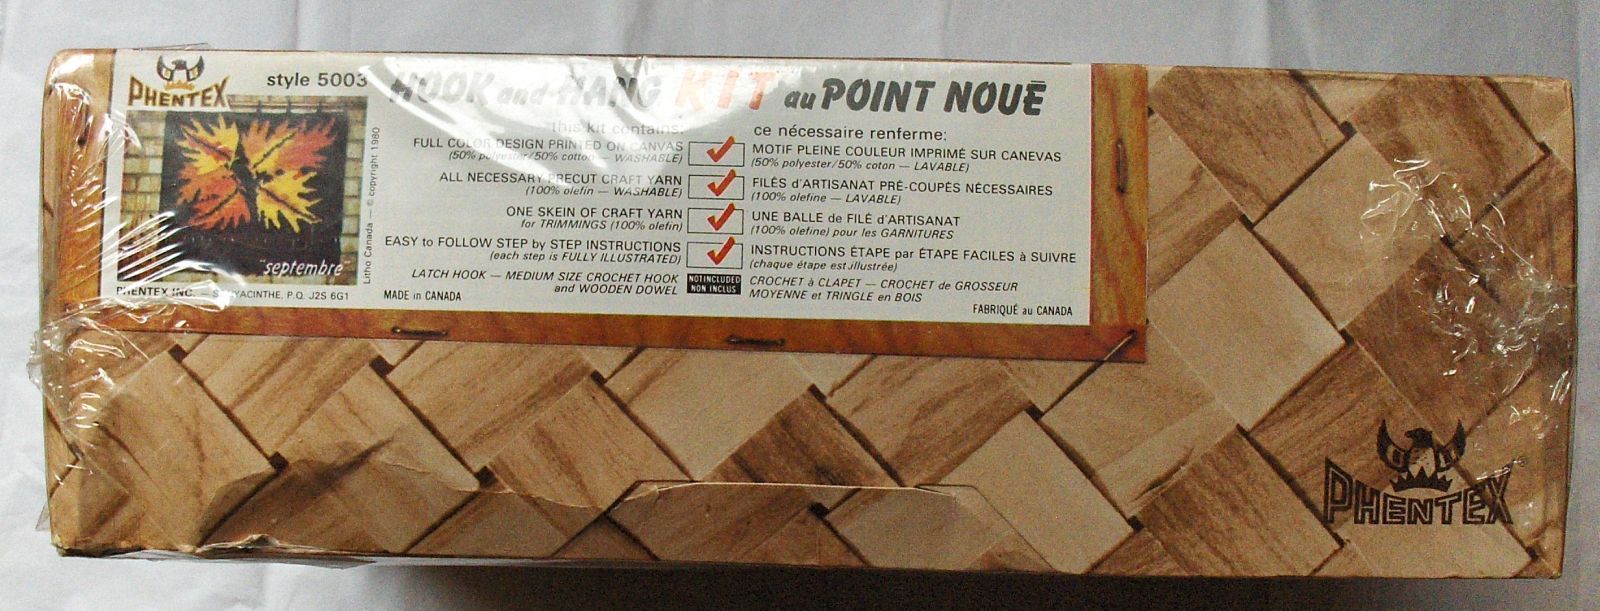 PHENTEX
style 5003
HOOK and-HANG KIT au POINT NOUÉ
this kit contains:
FULL COLOR DESIGN PRINTED ON CANVAS
(50% polyester/50% cotton — WASHABLE)
ALL NECESSARY PRECUT CRAFT YARN
(100% olefin — WASHABLE)
ONE SKEIN OF CRAFT YARN
for TRIMMINGS (100% olefin)
EASY to FOLLOW STEP by STEP INSTRUCTIONS
(each step is FULLY ILLUSTRATED)
LATCH HOOK — MEDIUM SIZE CROCHET HOOK
and WOODEN DOWEL
NOT INCLUDED
NON INCLUS
ce nécessaire renferme:
MOTIF PLEINE COULEUR IMPRIMÉ SUR CANEVAS
(50% polyester/50% coton — LAVABLE)
FILÉS d'ARTISANAT PRÉ-COUPÉS NÉCESSAIRES
(100% olefine — LAVABLE)
UNE BALLE de FILÉ d'ARTISANAT
(100% olefine) pour les GARNITURES
INSTRUCTIONS ÉTAPE par ÉTAPE FACILES à SUIVRE
(chaque étape est illustrée)
CROCHET à CLAPET — CROCHET de GROSSEUR
MOYENNE et TRINGLE en BOIS
"septembre"
Litho Canada — © copyright 1980
PHENTEX INC. — HYACINTHE, P.Q. J2S 6G1
MADE in CANADA
FABRIQUÉ au CANADA
PHENTEX